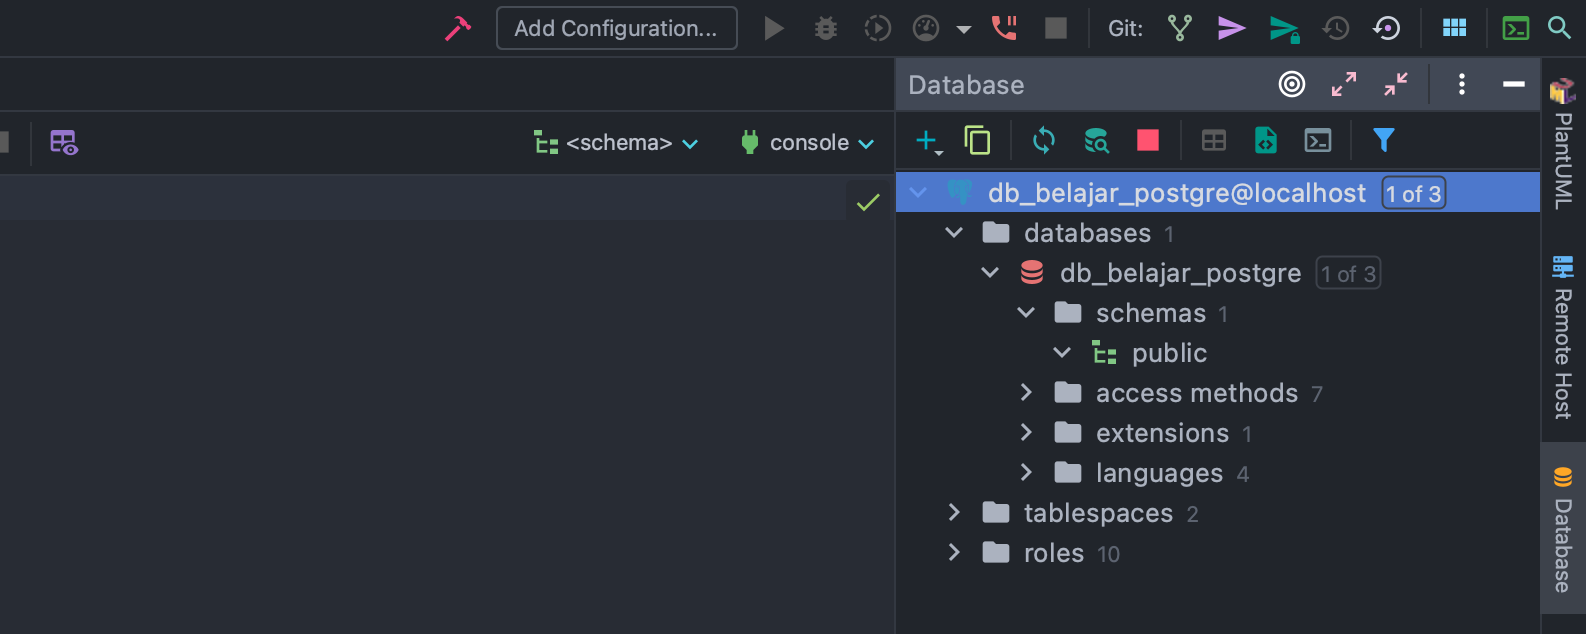 Add Configuration...
Git:
Database
<schema>
console
db_belajar_postgre@localhost 1 of 3
databases 1
db_belajar_postgre 1 of 3
schemas 1
public
access methods 7
extensions 1
languages 4
tablespaces 2
roles 10
PlantUML
Remote Host
Database